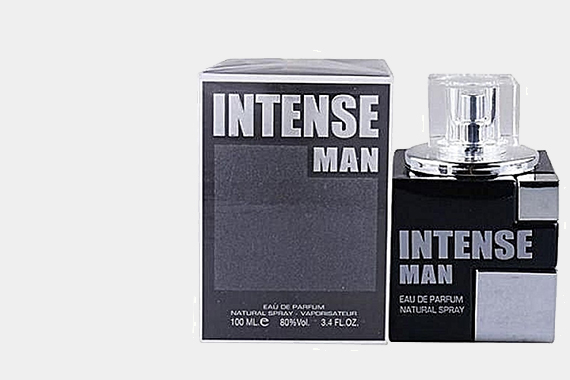 INTENSE
MAN
EAU DE PARFUM
NATURAL SPRAY - VAPORISATEUR
100 ML e 80%Vol. 3.4 FL.OZ.
INTENSE
MAN
EAU DE PARFUM
NATURAL SPRAY